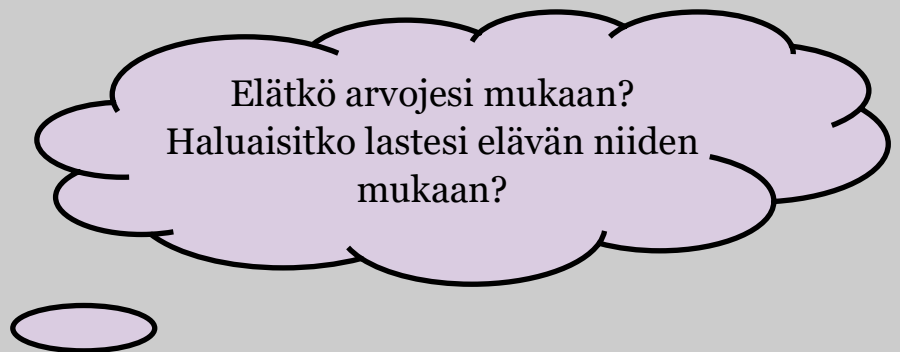 Elätkö arvojesi mukaan?
Haluaisitko lastesi elävän niiden
mukaan?